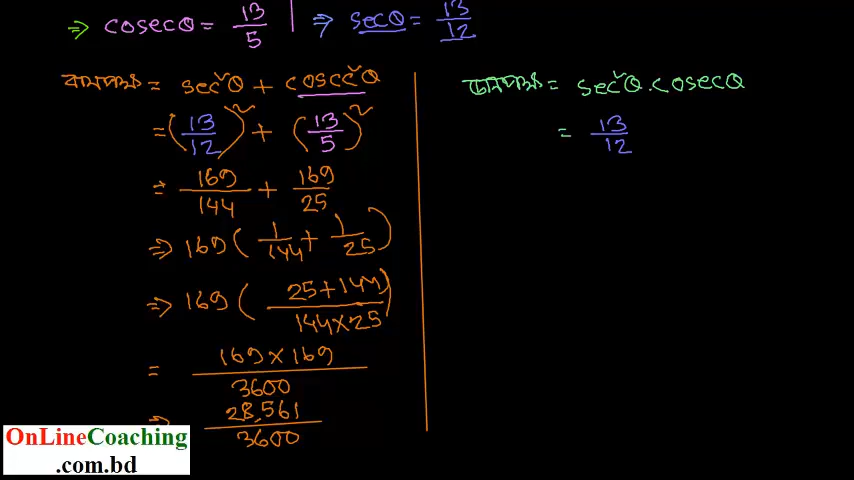 ⇒ cosecθ = 13/5 | ⇒ secθ = 13/12
বামপক্ষ = sec²θ + cosec²θ
= (13/12)² + (13/5)²
= 169/144 + 169/25
⇒ 169 ( 1/144 + 1/25 )
⇒ 169 ( 25+144 / 144×25 )
= 169×169 / 3600
⇒ 28,561 / 3600
ডানপক্ষ = sec²θ . cosecθ
= 13/12
OnLineCoaching
.com.bd